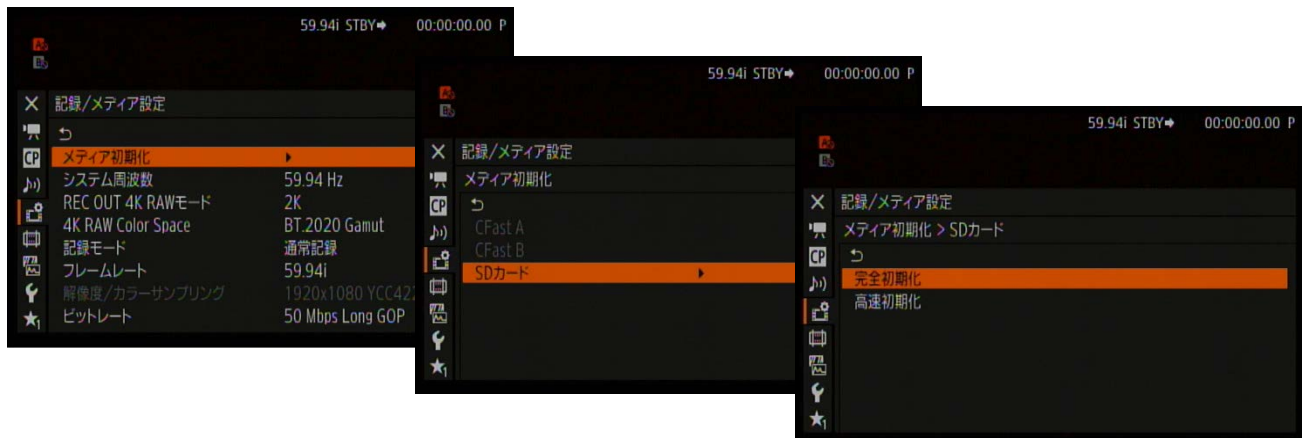 59.94i STBY 00:00:00.00 P
A
B
記録/メディア設定
CP
メディア初期化
システム周波数 59.94 Hz
REC OUT 4K RAWモード 2K
4K RAW Color Space BT.2020 Gamut
記録モード 通常記録
フレームレート 59.94i
解像度/カラーサンプリング 1920x1080 YCC422
ビットレート 50 Mbps Long GOP
1
59.94i STBY 00:00:00.00 P
A
B
記録/メディア設定
メディア初期化
CP
CFast A
CFast B
SDカード
1
59.94i STBY 00:00:00.00 P
A
B
記録/メディア設定
メディア初期化 > SDカード
CP
完全初期化
高速初期化
1